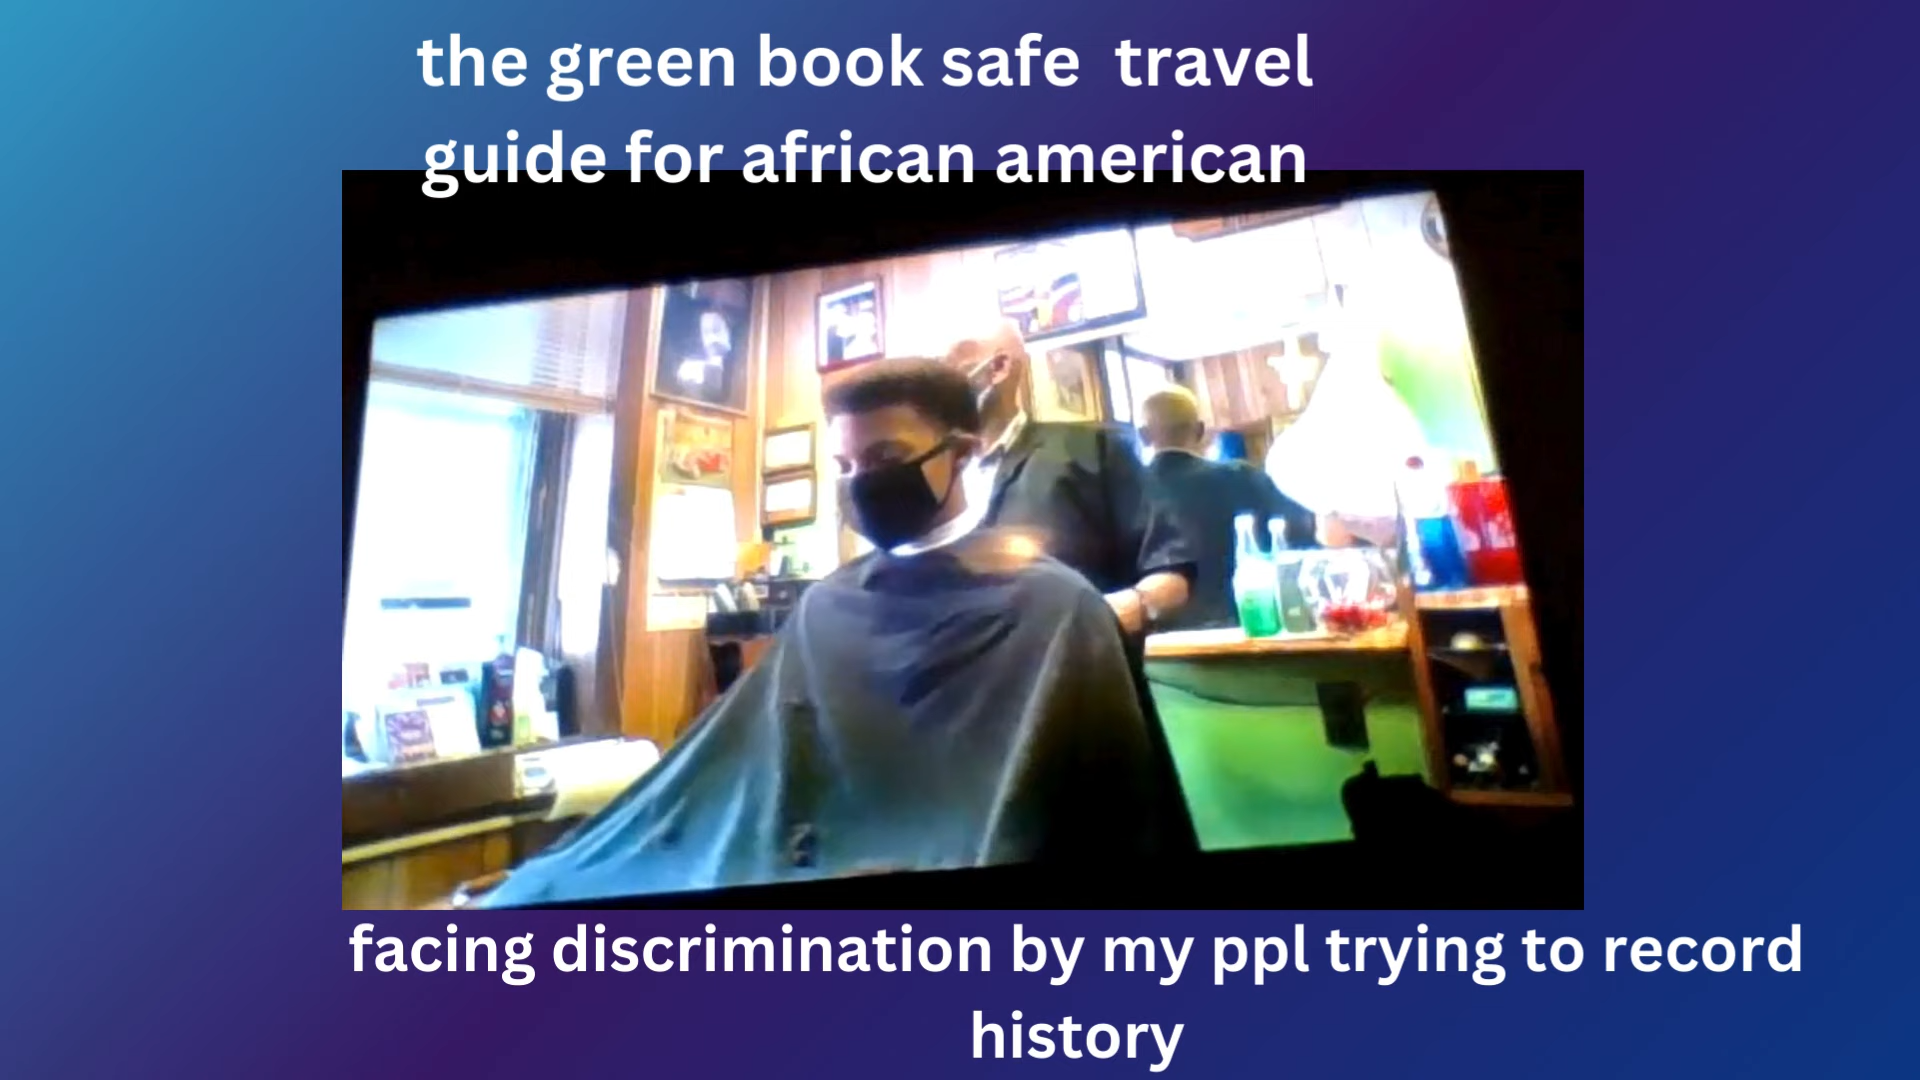 the green book safe  travel
guide for african american
facing discrimination by my ppl trying to record
history